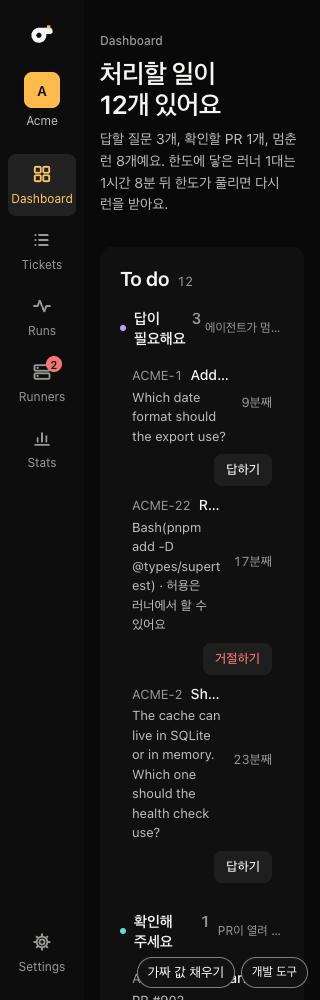 Dashboard
처리할 일이
12개 있어요
A
Acme
답할 질문 3개, 확인할 PR 1개, 멈춘
런 8개예요. 한도에 닿은 러너 1대는
1시간 8분 뒤 한도가 풀리면 다시
런을 받아요.
Dashboard
Tickets
Runs
2
Runners
Stats
Settings
To do 12
답이
필요해요
3 에이전트가 멈...
ACME-1 Add...
Which date
format should
the export use?
9분째
답하기
ACME-22 R...
Bash(pnpm
add -D
@types/supert
est) · 허용은
러너에서 할 수
있어요
17분째
거절하기
ACME-2 Sh...
The cache can
live in SQLite
or in memory.
Which one
should the
health check
use?
23분째
답하기
확인해
주세요
1 PR이 열려 ...
가짜 값 채우기
개발 도구